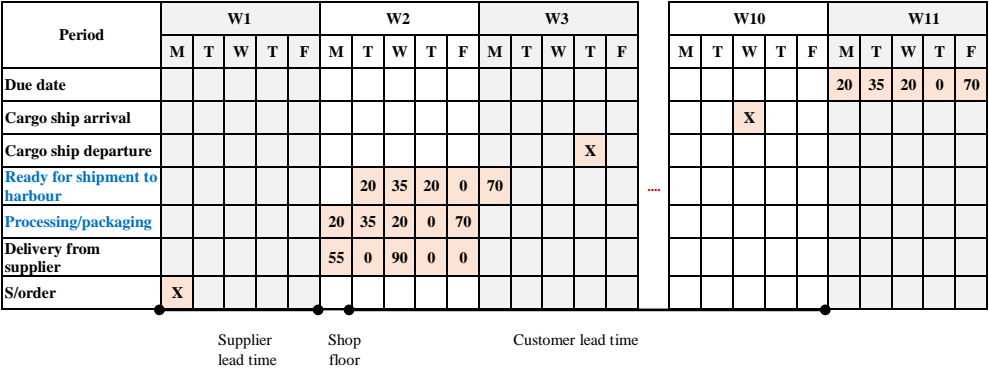 Period W1 W2 W3 W10 W11
M T W T F M T W T F M T W T F M T W T F M T W T F
Due date 20 35 20 0 70
Cargo ship arrival X
Cargo ship departure X
Ready for shipment to
harbour 20 35 20 0 70 ....
Processing/packaging 20 35 20 0 70
Delivery from
supplier 55 0 90 0 0
S/order X
Supplier Shop Customer lead time
lead time floor